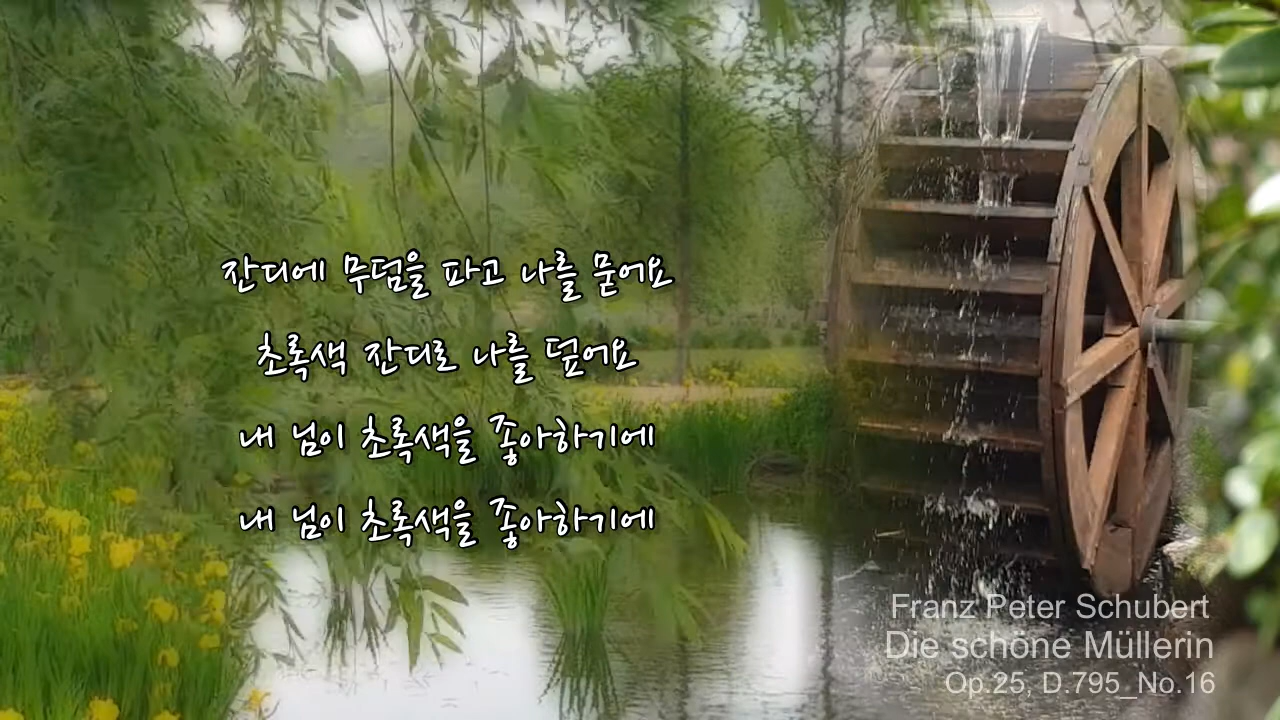 잔디에 무덤을 파고 나를 묻어요
초록색 잔디로 나를 덮어요
내 님이 초록색을 좋아하기에
내 님이 초록색을 좋아하기에
Franz Peter Schubert
Die schöne Müllerin
Op.25, D.795_No.16